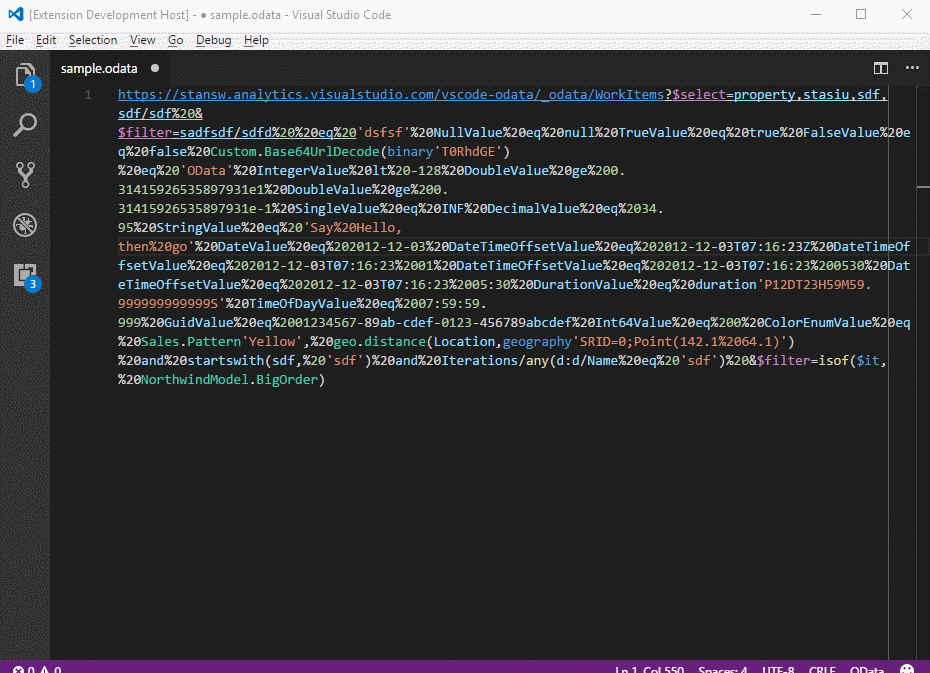 [Extension Development Host] - ● sample.odata - Visual Studio Code
File Edit Selection View Go Debug Help
1 sample.odata ●
1 https://stansw.analytics.visualstudio.com/vscode-odata/_odata/WorkItems?$select=property,stasiu,sdf,
sdf/sdf%20&
$filter=sadfsdf/sdfd%20%20eq%20'dsfsf'%20NullValue%20eq%20null%20TrueValue%20eq%20true%20FalseValue%20e
q%20false%20Custom.Base64UrlDecode(binary'T0RhdGE')
%20eq%20'OData'%20IntegerValue%20lt%20-128%20DoubleValue%20ge%200.
31415926535897931e1%20DoubleValue%20ge%200.
31415926535897931e-1%20SingleValue%20eq%20INF%20DecimalValue%20eq%2034.
95%20StringValue%20eq%20'Say%20Hello,
then%20go'%20DateValue%20eq%202012-12-03%20DateTimeOffsetValue%20eq%202012-12-03T07:16:23Z%20DateTimeOf
fsetValue%20eq%202012-12-03T07:16:23%2001%20DateTimeOffsetValue%20eq%202012-12-03T07:16:23%200530%20Dat
eTimeOffsetValue%20eq%202012-12-03T07:16:23%2005:30%20DurationValue%20eq%20duration'P12DT23H59M59.
999999999999S'%20TimeOfDayValue%20eq%2007:59:59.
999%20GuidValue%20eq%2001234567-89ab-cdef-0123-456789abcdef%20Int64Value%20eq%200%20ColorEnumValue%20eq
%20Sales.Pattern'Yellow',%20geo.distance(Location,geography'SRID=0;Point(142.1%2064.1)')
%20and%20startswith(sdf,%20'sdf')%20and%20Iterations/any(d:d/Name%20eq%20'sdf')%20&$filter=isof($it,
%20NorthwindModel.BigOrder)
3
0 0 Ln 1, Col 550 Spaces: 4 UTF-8 CRLF OData